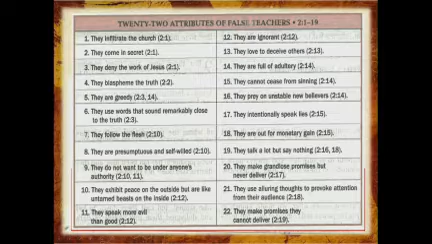 TWENTY-TWO ATTRIBUTES OF FALSE TEACHERS • 2:1-19
1. They infiltrate the church (2:1).
2. They come in secret (2:1).
3. They deny the work of Jesus (2:1).
4. They blaspheme the truth (2:2).
5. They are greedy (2:3, 14).
6. They use words that sound remarkably close
to the truth (2:3).
7. They follow the flesh (2:10).
8. They are presumptuous and self-willed (2:10).
9. They do not want to be under anyone's
authority (2:10, 11).
10. They exhibit peace on the outside but are like
untamed beasts on the inside (2:12).
11. They speak more evil
than good (2:12).
12. They are ignorant (2:12).
13. They love to deceive others (2:13).
14. They are full of adultery (2:14).
15. They cannot cease from sinning (2:14).
16. They prey on unstable new believers (2:14).
17. They intentionally speak lies (2:15).
18. They are out for monetary gain (2:15).
19. They talk a lot but say nothing (2:16, 18).
20. They make grandiose promises but
never deliver (2:17).
21. They use alluring thoughts to provoke attention
from their audience (2:18).
22. They make promises they
cannot deliver (2:19).